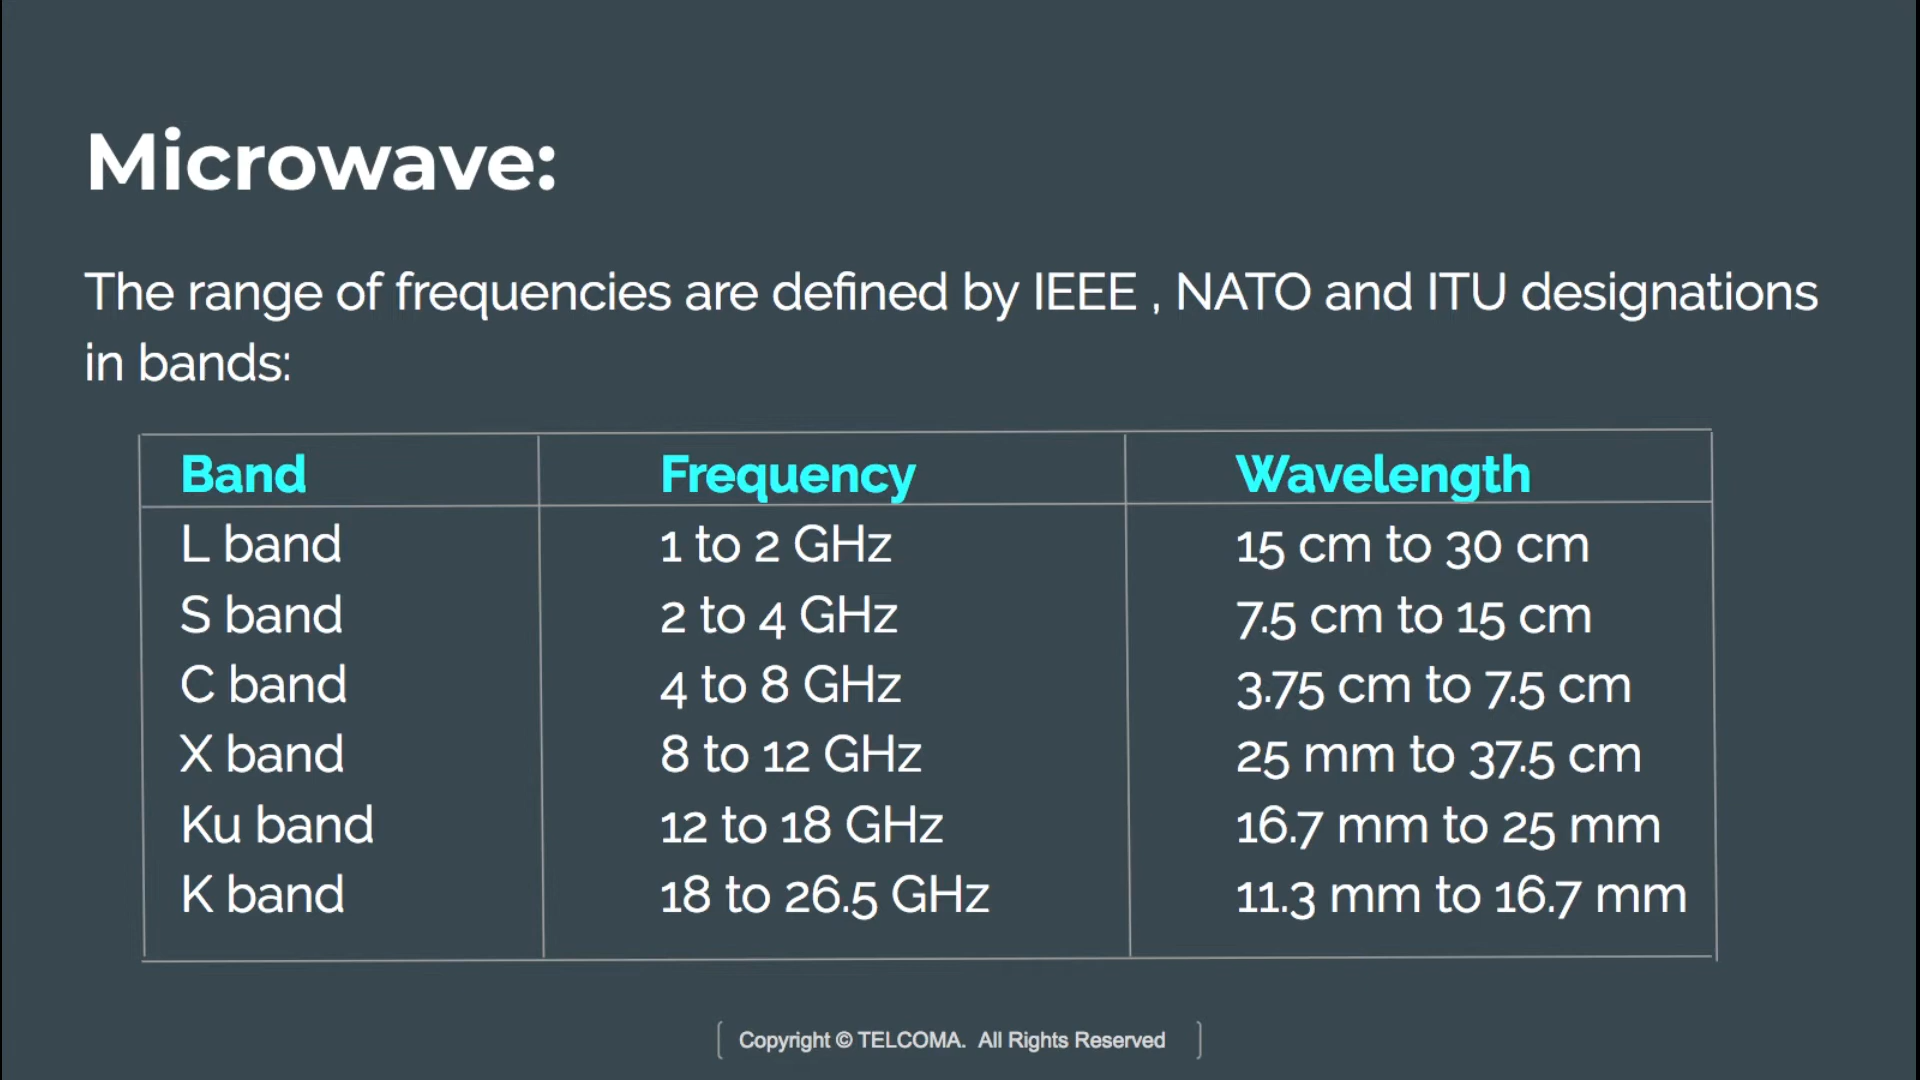 Microwave:
The range of frequencies are defined by IEEE , NATO and ITU designations
in bands:
Band Frequency Wavelength
L band 1 to 2 GHz 15 cm to 30 cm
S band 2 to 4 GHz 7.5 cm to 15 cm
C band 4 to 8 GHz 3.75 cm to 7.5 cm
X band 8 to 12 GHz 25 mm to 37.5 cm
Ku band 12 to 18 GHz 16.7 mm to 25 mm
K band 18 to 26.5 GHz 11.3 mm to 16.7 mm
Copyright © TELCOMA. All Rights Reserved